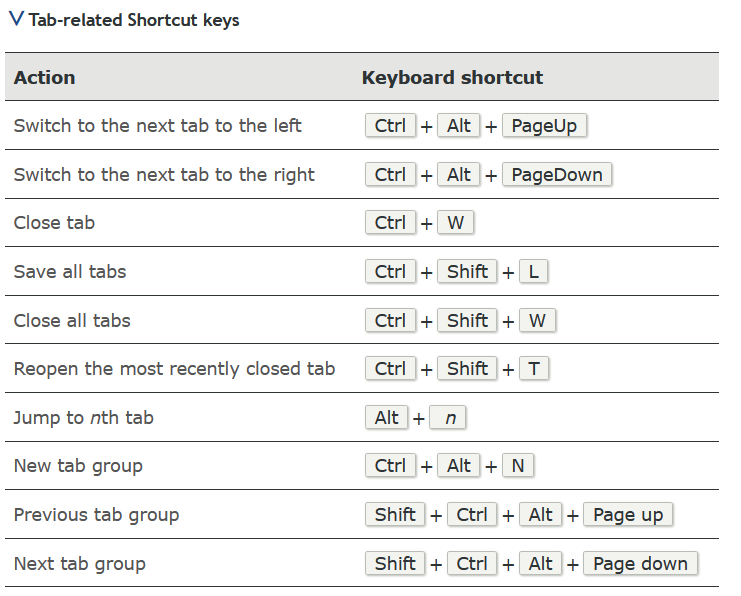 Tab-related Shortcut keys
Action Keyboard shortcut
Switch to the next tab to the left Ctrl + Alt + PageUp
Switch to the next tab to the right Ctrl + Alt + PageDown
Close tab Ctrl + W
Save all tabs Ctrl + Shift + L
Close all tabs Ctrl + Shift + W
Reopen the most recently closed tab Ctrl + Shift + T
Jump to nth tab Alt + n
New tab group Ctrl + Alt + N
Previous tab group Shift + Ctrl + Alt + Page up
Next tab group Shift + Ctrl + Alt + Page down